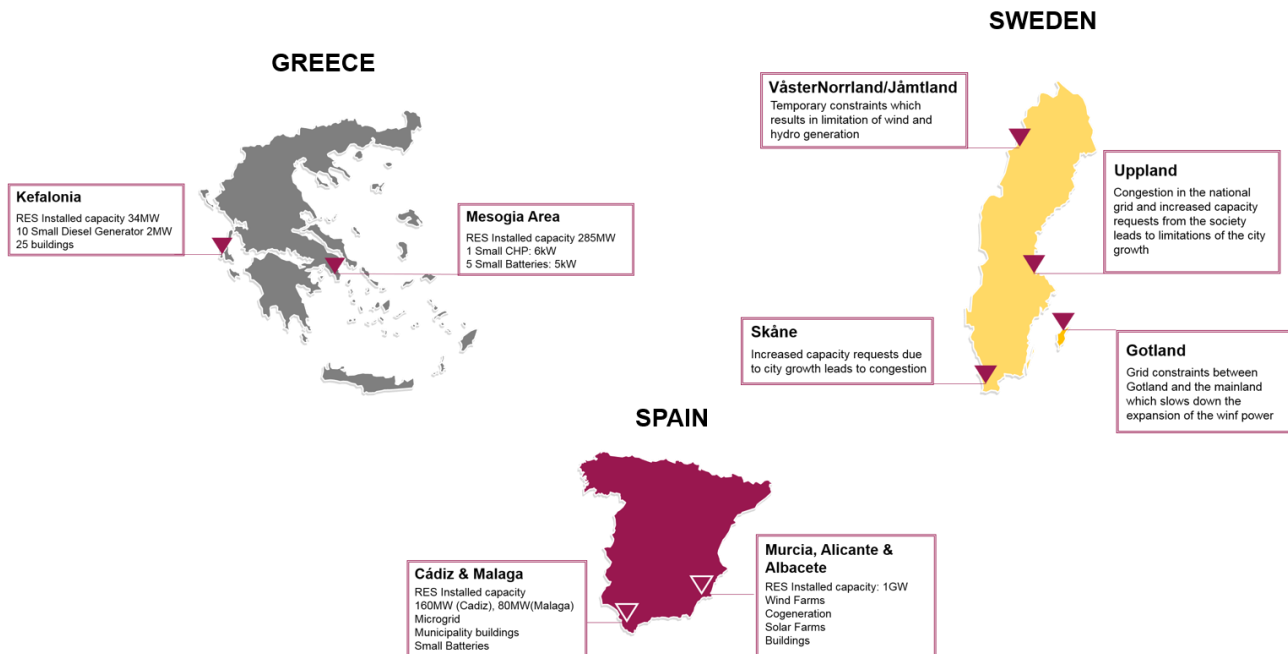 SWEDEN
GREECE
VåsterNorrland/Jåmtland
Temporary constraints which
results in limitation of wind and
hydro generation
Uppland
Congestion in the national
grid and increased capacity
requests from the society
leads to limitations of the city
growth
Kefalonia
RES Installed capacity 34MW
10 Small Diesel Generator 2MW
25 buildings
Mesogia Area
RES Installed capacity 285MW
1 Small CHP: 6kW
5 Small Batteries: 5kW
Skåne
Increased capacity requests due
to city growth leads to congestion
Gotland
Grid constraints between
Gotland and the mainland
which slows down the
expansion of the winf power
SPAIN
Cádiz & Malaga
RES Installed capacity
160MW (Cadiz), 80MW(Malaga)
Microgrid
Municipality buildings
Small Batteries
Murcia, Alicante &
Albacete
RES Installed capacity: 1GW
Wind Farms
Cogeneration
Solar Farms
Buildings